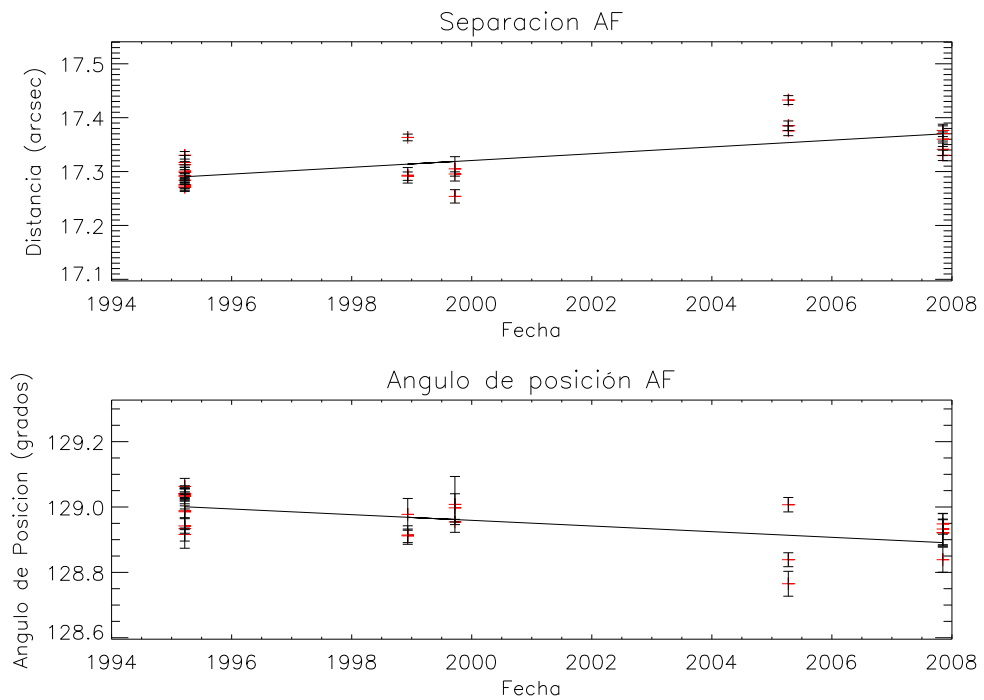 Separacion AF
Distancia (arcsec)
17.5
17.4
17.3
17.2
17.1
1994 1996 1998 2000 2002 2004 2006 2008
Fecha
Angulo de posición AF
Angulo de Posicion (grados)
129.2
129.0
128.8
128.6
1994 1996 1998 2000 2002 2004 2006 2008
Fecha